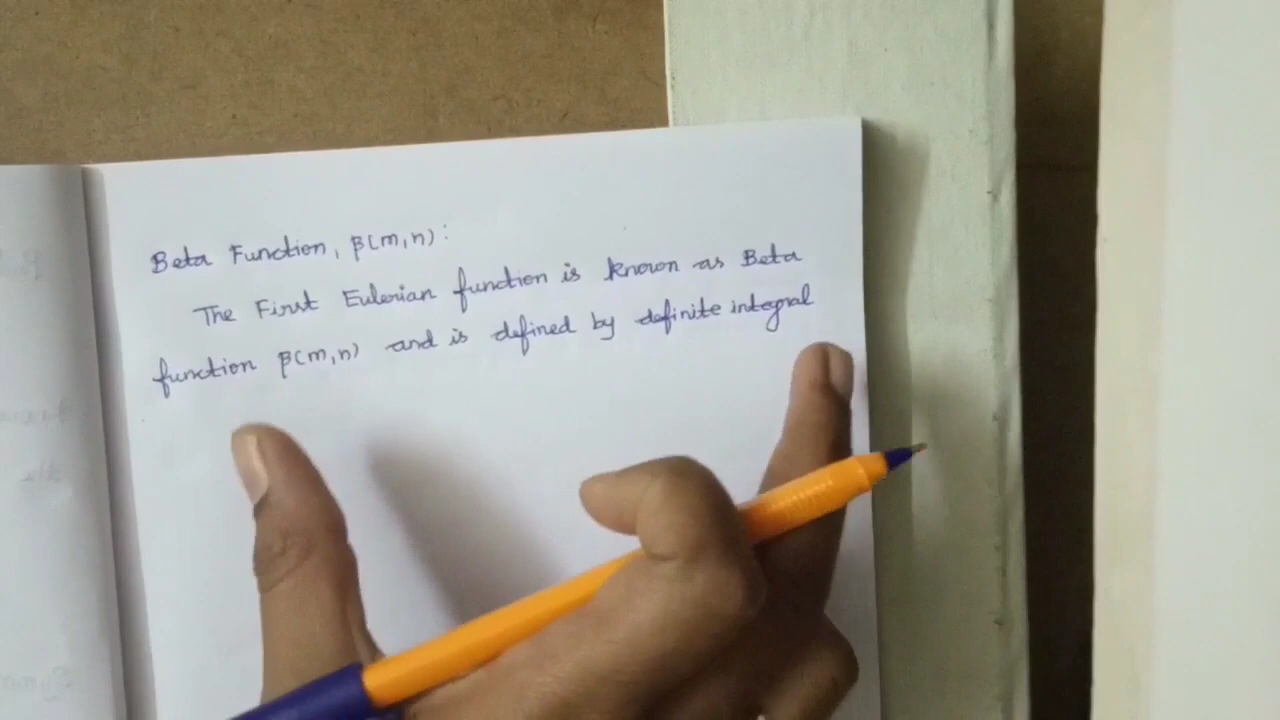 Beta Function, β(m,n):
The First Eulerian function is known as Beta
function β(m,n) and is defined by definite integral